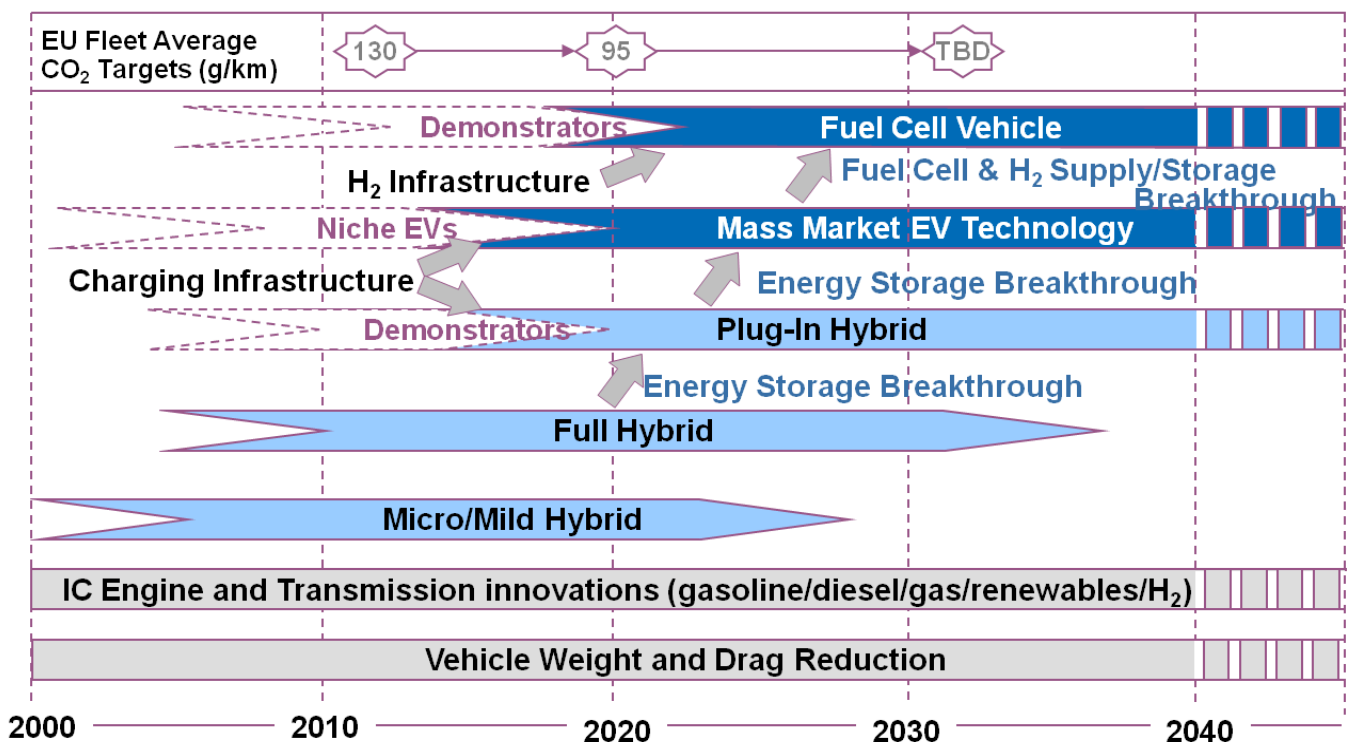 EU Fleet Average
CO₂ Targets (g/km)
130
95
TBD
Demonstrators
Fuel Cell Vehicle
H₂ Infrastructure
Fuel Cell & H₂ Supply/Storage
Breakthrough
Niche EVs
Mass Market EV Technology
Charging Infrastructure
Energy Storage Breakthrough
Demonstrators
Plug-In Hybrid
Energy Storage Breakthrough
Full Hybrid
Micro/Mild Hybrid
IC Engine and Transmission innovations (gasoline/diesel/gas/renewables/H₂)
Vehicle Weight and Drag Reduction
2000
2010
2020
2030
2040